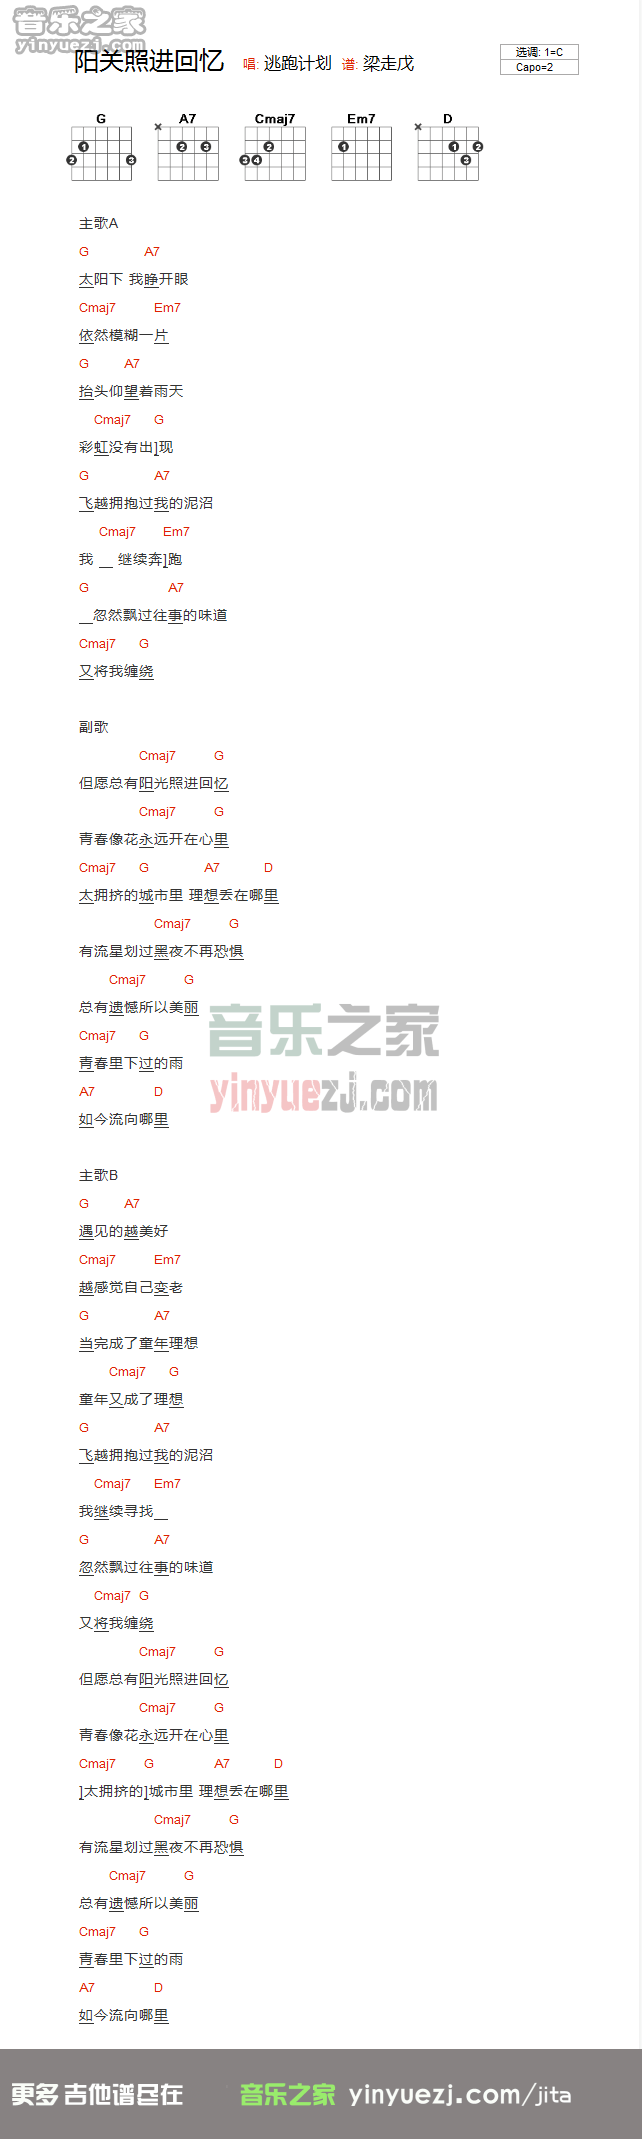 音乐之家
yinyuezj.com
阳关照进回忆 唱: 逃跑计划 谱: 梁走戊
选调: 1=C
Capo=2
G A7 Cmaj7 Em7 D
主歌A
G A7
太阳下 我睁开眼
Cmaj7 Em7
依然模糊一片
G A7
抬头仰望着雨天
Cmaj7 G
彩虹没有出]现
G A7
飞越拥抱过我的泥沼
Cmaj7 Em7
我 __ 继续奔]跑
G A7
__忽然飘过往事的味道
Cmaj7 G
又将我缠绕
副歌
Cmaj7 G
但愿总有阳光照进回忆
Cmaj7 G
青春像花永远开在心里
Cmaj7 G A7 D
太拥挤的城市里 理想丢在哪里
Cmaj7 G
有流星划过黑夜不再恐惧
Cmaj7 G
总有遗憾所以美丽
Cmaj7 G
青春里下过的雨
A7 D
如今流向哪里
音乐之家
yinyuezj.com
主歌B
G A7
遇见的越美好
Cmaj7 Em7
越感觉自己变老
G A7
当完成了童年理想
Cmaj7 G
童年又成了理想
G A7
飞越拥抱过我的泥沼
Cmaj7 Em7
我继续寻找__
G A7
忽然飘过往事的味道
Cmaj7 G
又将我缠绕
Cmaj7 G
但愿总有阳光照进回忆
Cmaj7 G
青春像花永远开在心里
Cmaj7 G A7 D
]太拥挤的]城市里 理想丢在哪里
Cmaj7 G
有流星划过黑夜不再恐惧
Cmaj7 G
总有遗憾所以美丽
Cmaj7 G
青春里下过的雨
A7 D
如今流向哪里
更多 吉他谱尽在 音乐之家 yinyuezj.com/jita